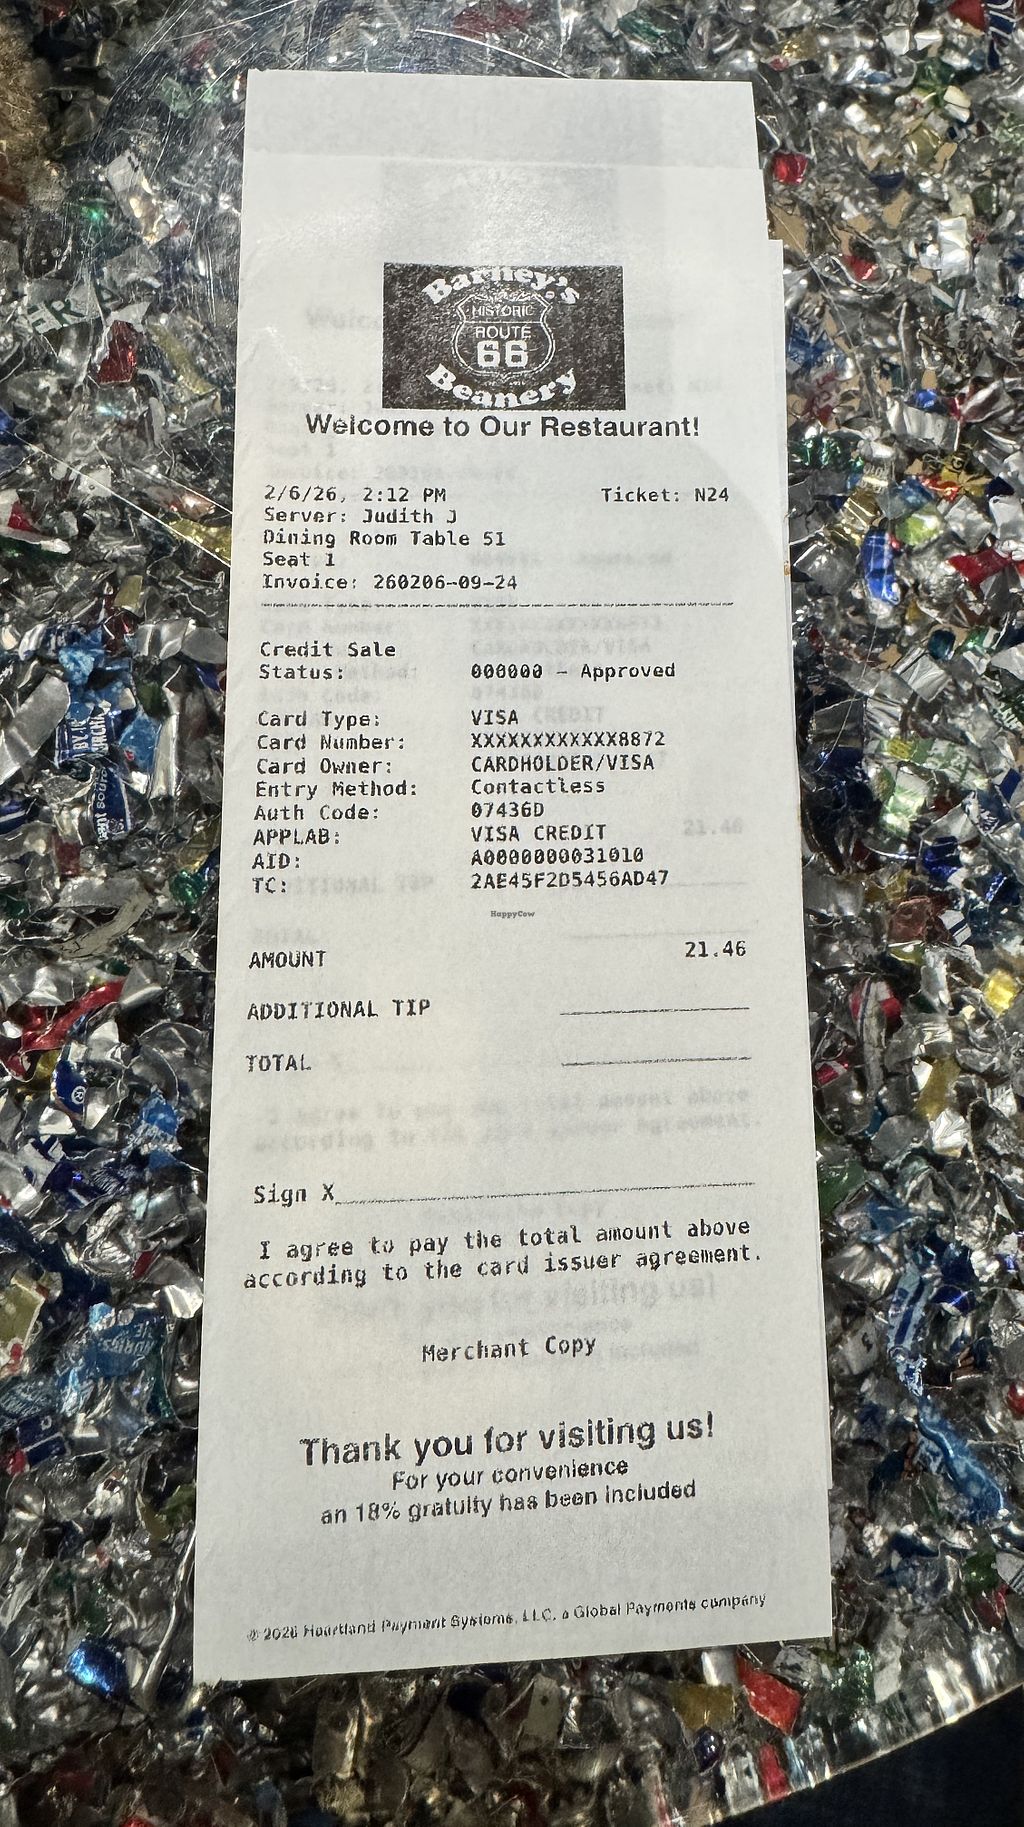 Barney's
HISTORIC
ROUTE
66
Beanery
Welcome to Our Restaurant!
2/6/26, 2:12 PM Ticket: N24
Server: Judith J
Dining Room Table 51
Seat 1
Invoice: 260206-09-24
Credit Sale
Status: 000000 - Approved
Card Type: VISA
Card Number: XXXXXXXXXXXX8872
Card Owner: CARDHOLDER/VISA
Entry Method: Contactless
Auth Code: 07436D
APPLAB: VISA CREDIT
AID: A0000000031010
TC: 2AE45F2D5456AD47
HappyCow
AMOUNT 21.46
ADDITIONAL TIP
TOTAL
Sign X
I agree to pay the total amount above
according to the card issuer agreement.
Merchant Copy
Thank you for visiting us!
For your convenience
an 18% gratuity has been included
© 2026 Heartland Payment Systems, LLC, a Global Payments company